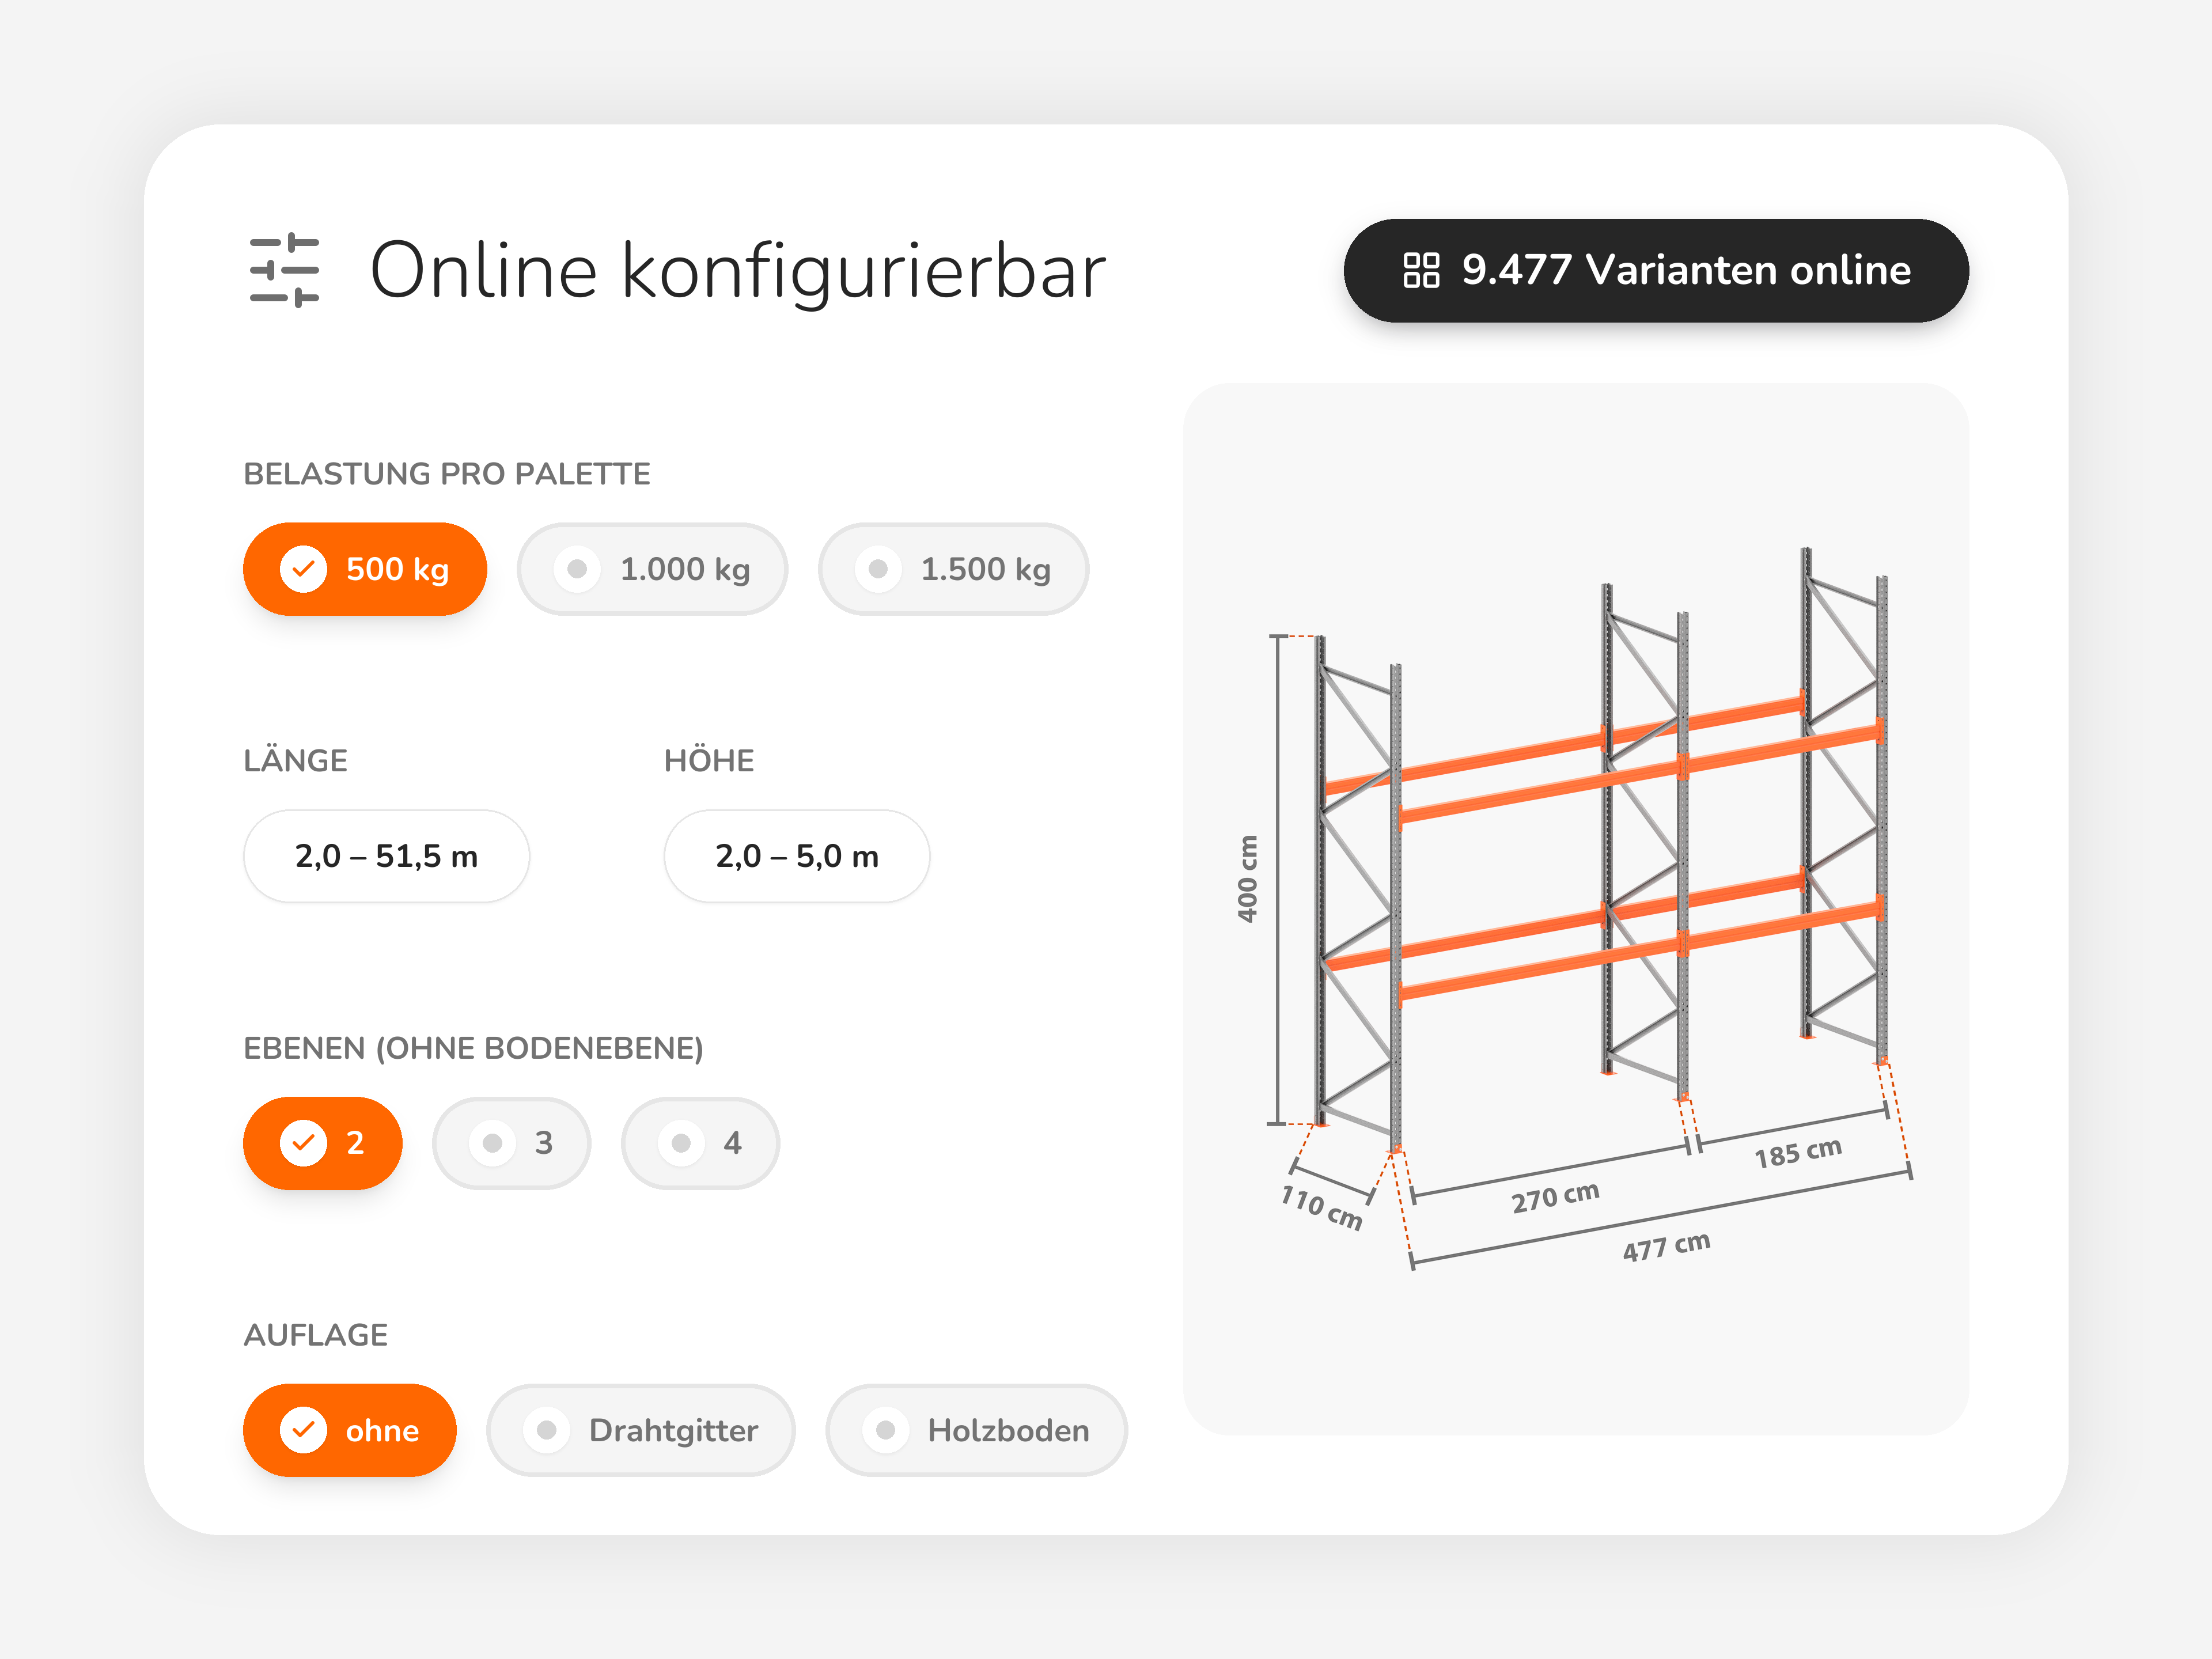 Online konfigurierbar
9.477 Varianten online
BELASTUNG PRO PALETTE
500 kg
1.000 kg
1.500 kg
LÄNGE
HÖHE
2,0 – 51,5 m
2,0 – 5,0 m
EBENEN (OHNE BODENEBENE)
2
3
4
AUFLAGE
ohne
Drahtgitter
Holzboden
400 cm
110 cm
270 cm
185 cm
477 cm